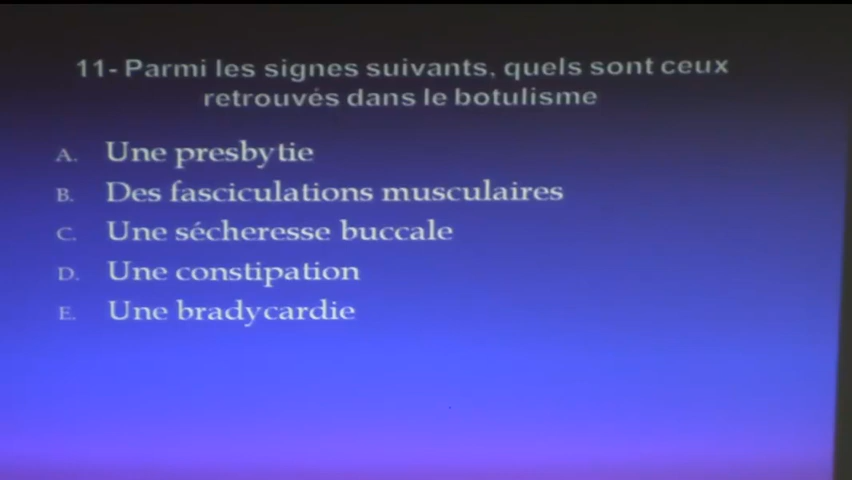 11- Parmi les signes suivants, quels sont ceux
retrouvés dans le botulisme
A. Une presbytie
B. Des fasciculations musculaires
C. Une sécheresse buccale
D. Une constipation
E. Une bradycardie